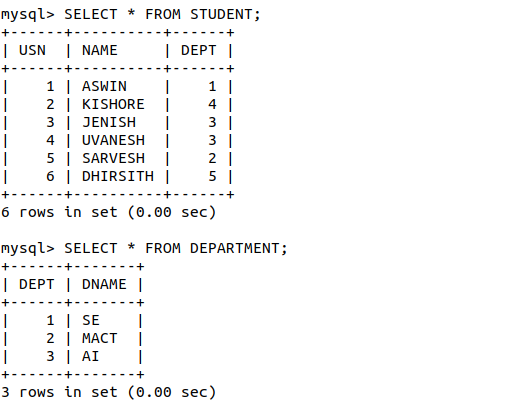 mysql> SELECT * FROM STUDENT;
+------+----------+------+
| USN  | NAME     | DEPT |
+------+----------+------+
|    1 | ASWIN    |    1 |
|    2 | KISHORE  |    4 |
|    3 | JENISH   |    3 |
|    4 | UVANESH  |    3 |
|    5 | SARVESH  |    2 |
|    6 | DHIRSITH |    5 |
+------+----------+------+
6 rows in set (0.00 sec)

mysql> SELECT * FROM DEPARTMENT;
+------+-------+
| DEPT | DNAME |
+------+-------+
|    1 | SE    |
|    2 | MACT  |
|    3 | AI    |
+------+-------+
3 rows in set (0.00 sec)